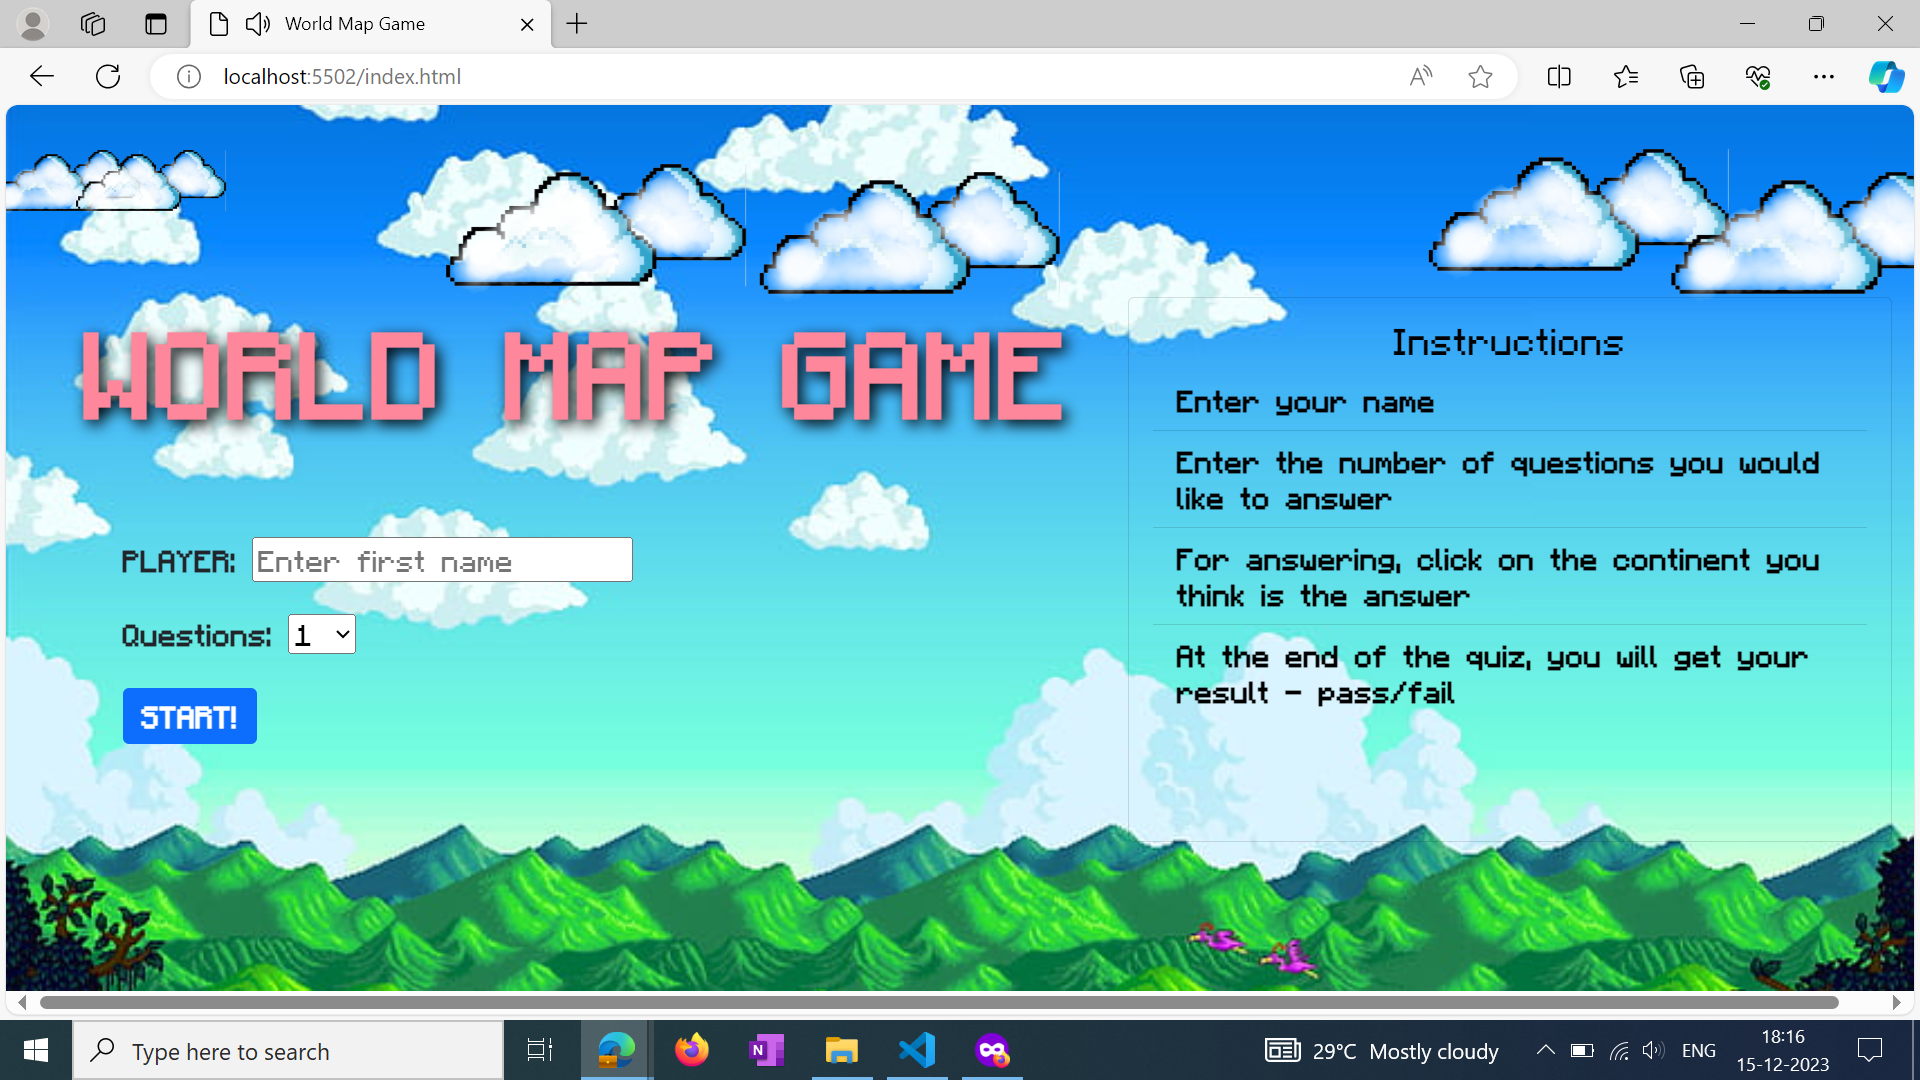 World Map Game
localhost:5502/index.html
WORLD MAP GAME
PLAYER: Enter first name
Questions: 1
START!
Instructions
Enter your name
Enter the number of questions you would
like to answer
For answering, click on the continent you
think is the answer
At the end of the quiz, you will get your
result - pass/fail
Type here to search
N
29°C Mostly cloudy
ENG
18:16
15-12-2023